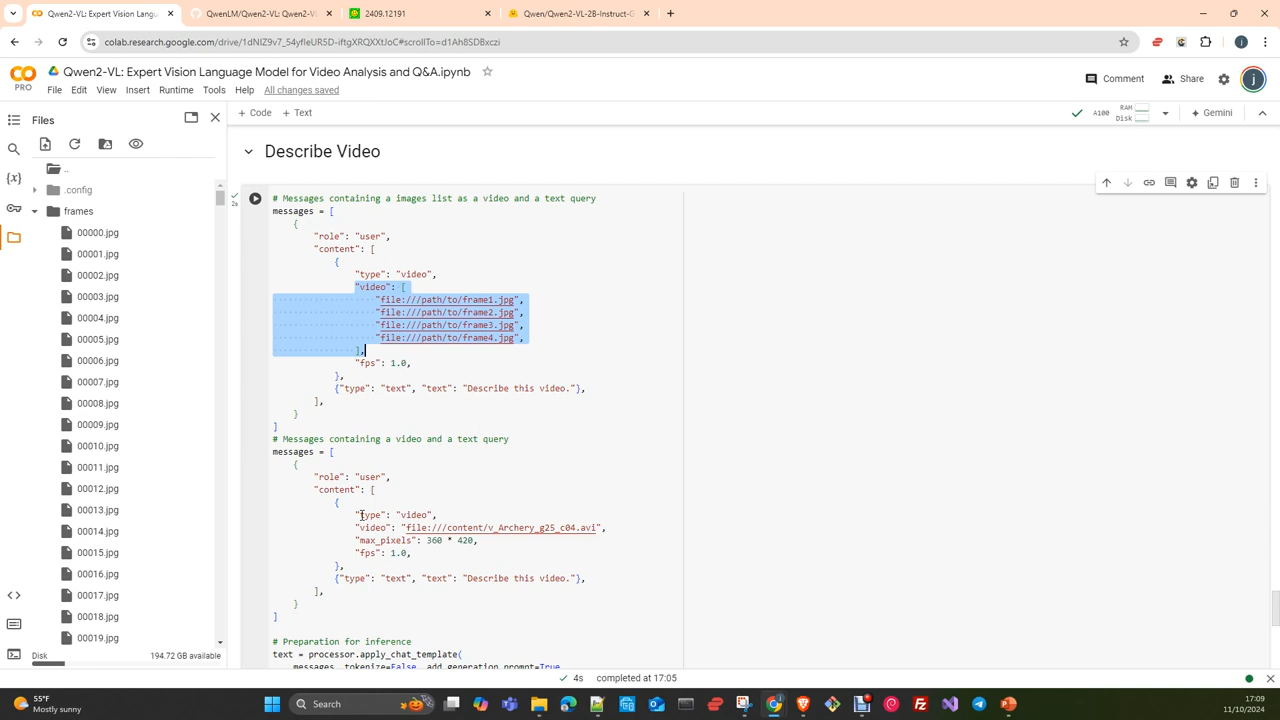 Qwen2-VL: Expert Vision Langu
QwenLM/Qwen2-VL: Qwen2-VL
2409.12191
Qwen/Qwen2-VL-2B-Instruct-G
colab.research.google.com/drive/1dNIZ9v7_54yfleUR5D-iftgXRQXXtJoC#scrollTo=d1Ah8SDBxczi
Qwen2-VL: Expert Vision Language Model for Video Analysis and Q&A.ipynb
PRO
File Edit View Insert Runtime Tools Help All changes saved
Comment
Share
j
Files
+ Code + Text
A100
RAM
Disk
Gemini
..
.config
frames
00000.jpg
00001.jpg
00002.jpg
00003.jpg
00004.jpg
00005.jpg
00006.jpg
00007.jpg
00008.jpg
00009.jpg
00010.jpg
00011.jpg
00012.jpg
00013.jpg
00014.jpg
00015.jpg
00016.jpg
00017.jpg
00018.jpg
00019.jpg
Disk
194.72 GB available
Describe Video
2s
# Messages containing a images list as a video and a text query
messages = [
{
"role": "user",
"content": [
{
"type": "video",
"video": [
"file:///path/to/frame1.jpg",
"file:///path/to/frame2.jpg",
"file:///path/to/frame3.jpg",
"file:///path/to/frame4.jpg",
],
"fps": 1.0,
},
{"type": "text", "text": "Describe this video."},
],
}
]
# Messages containing a video and a text query
messages = [
{
"role": "user",
"content": [
{
"type": "video",
"video": "file:///content/v_Archery_g25_c04.avi",
"max_pixels": 360 * 420,
"fps": 1.0,
},
{"type": "text", "text": "Describe this video."},
],
}
]
# Preparation for inference
text = processor.apply_chat_template(
messages, tokenize=False, add_generation_prompt=True
4s completed at 17:05
55°F
Mostly sunny
Search
17:09
11/10/2024